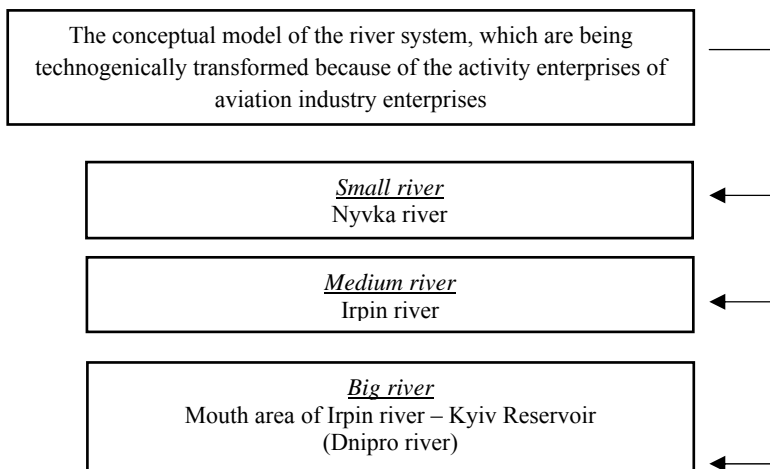 The conceptual model of the river system, which are being
technogenically transformed because of the activity enterprises of
aviation industry enterprises
Small river
Nyvka river
Medium river
Irpin river
Big river
Mouth area of Irpin river – Kyiv Reservoir
(Dnipro river)